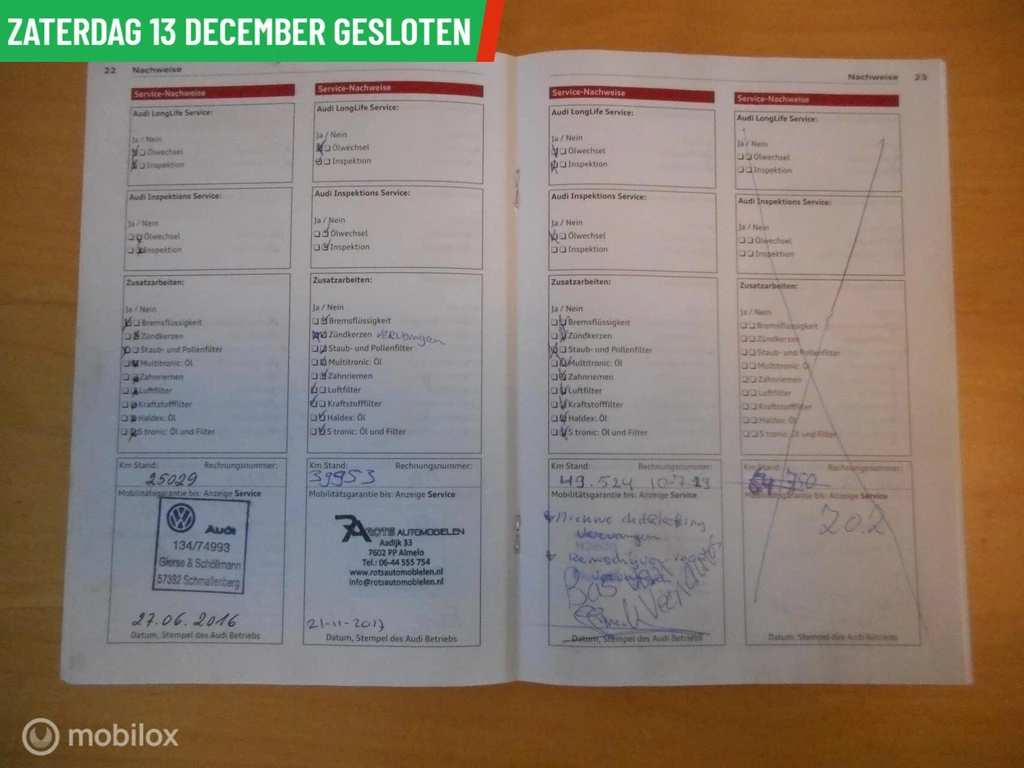 ZATERDAG 13 DECEMBER GESLOTEN
22 Nachweise
Service-Nachweise
Audi LongLife Service:
Ja / Nein
Ölwechsel
Inspektion
Audi Inspektions Service:
Ja / Nein
Ölwechsel
Inspektion
Zusatzarbeiten:
Ja / Nein
Bremsflüssigkeit
Zündkerzen
Staub- und Pollenfilter
Multitronic: Öl
Zahnriemen
Luftfilter
Kraftstofffilter
Haldex: Öl
S tronic: Öl und Filter
Km Stand: Rechnungsnummer:
25029
Mobilitätsgarantie bis: Anzeige Service
Audi
134/74993
Gierse & Schöllmann
57392 Schmallenberg
27.06.2016
Datum, Stempel des Audi Betriebs
Service-Nachweise
Audi LongLife Service:
Ja / Nein
Ölwechsel
Inspektion
Audi Inspektions Service:
Ja / Nein
Ölwechsel
Inspektion
Zusatzarbeiten:
Ja / Nein
Bremsflüssigkeit
Zündkerzen vervangen
Staub- und Pollenfilter
Multitronic: Öl
Zahnriemen
Luftfilter
Kraftstofffilter
Haldex: Öl
S tronic: Öl und Filter
Km Stand: Rechnungsnummer:
39953
Mobilitätsgarantie bis: Anzeige Service
ROTS AUTOMOBIELEN
Aadijk 33
7602 PP Almelo
Tel.: 06-44 555 754
www.rotsautomobielen.nl
info@rotsautomobielen.nl
21-11-2017
Datum, Stempel des Audi Betriebs
Nachweise 23
Service-Nachweise
Audi LongLife Service:
Ja / Nein
Ölwechsel
Inspektion
Audi Inspektions Service:
Ja / Nein
Ölwechsel
Inspektion
Zusatzarbeiten:
Ja / Nein
Bremsflüssigkeit
Zündkerzen
Staub- und Pollenfilter
Multitronic: Öl
Zahnriemen
Luftfilter
Kraftstofffilter
Haldex: Öl
S tronic: Öl und Filter
Km Stand: Rechnungsnummer:
49.524 10-7-19
Mobilitätsgarantie bis: Anzeige Service
Nieuwe
vervangen
Remschijven
Datum, Stempel des Audi Betriebs
Service-Nachweise
Audi LongLife Service:
Ja / Nein
Ölwechsel
Inspektion
Audi Inspektions Service:
Ja / Nein
Ölwechsel
Inspektion
Zusatzarbeiten:
Ja / Nein
Bremsflüssigkeit
Zündkerzen
Staub- und Pollenfilter
Multitronic: Öl
Zahnriemen
Luftfilter
Kraftstofffilter
Haldex: Öl
S tronic: Öl und Filter
Km Stand: Rechnungsnummer:
Mobilitätsgarantie bis: Anzeige Service
20.2
Datum, Stempel des Audi Betriebs
mobilox